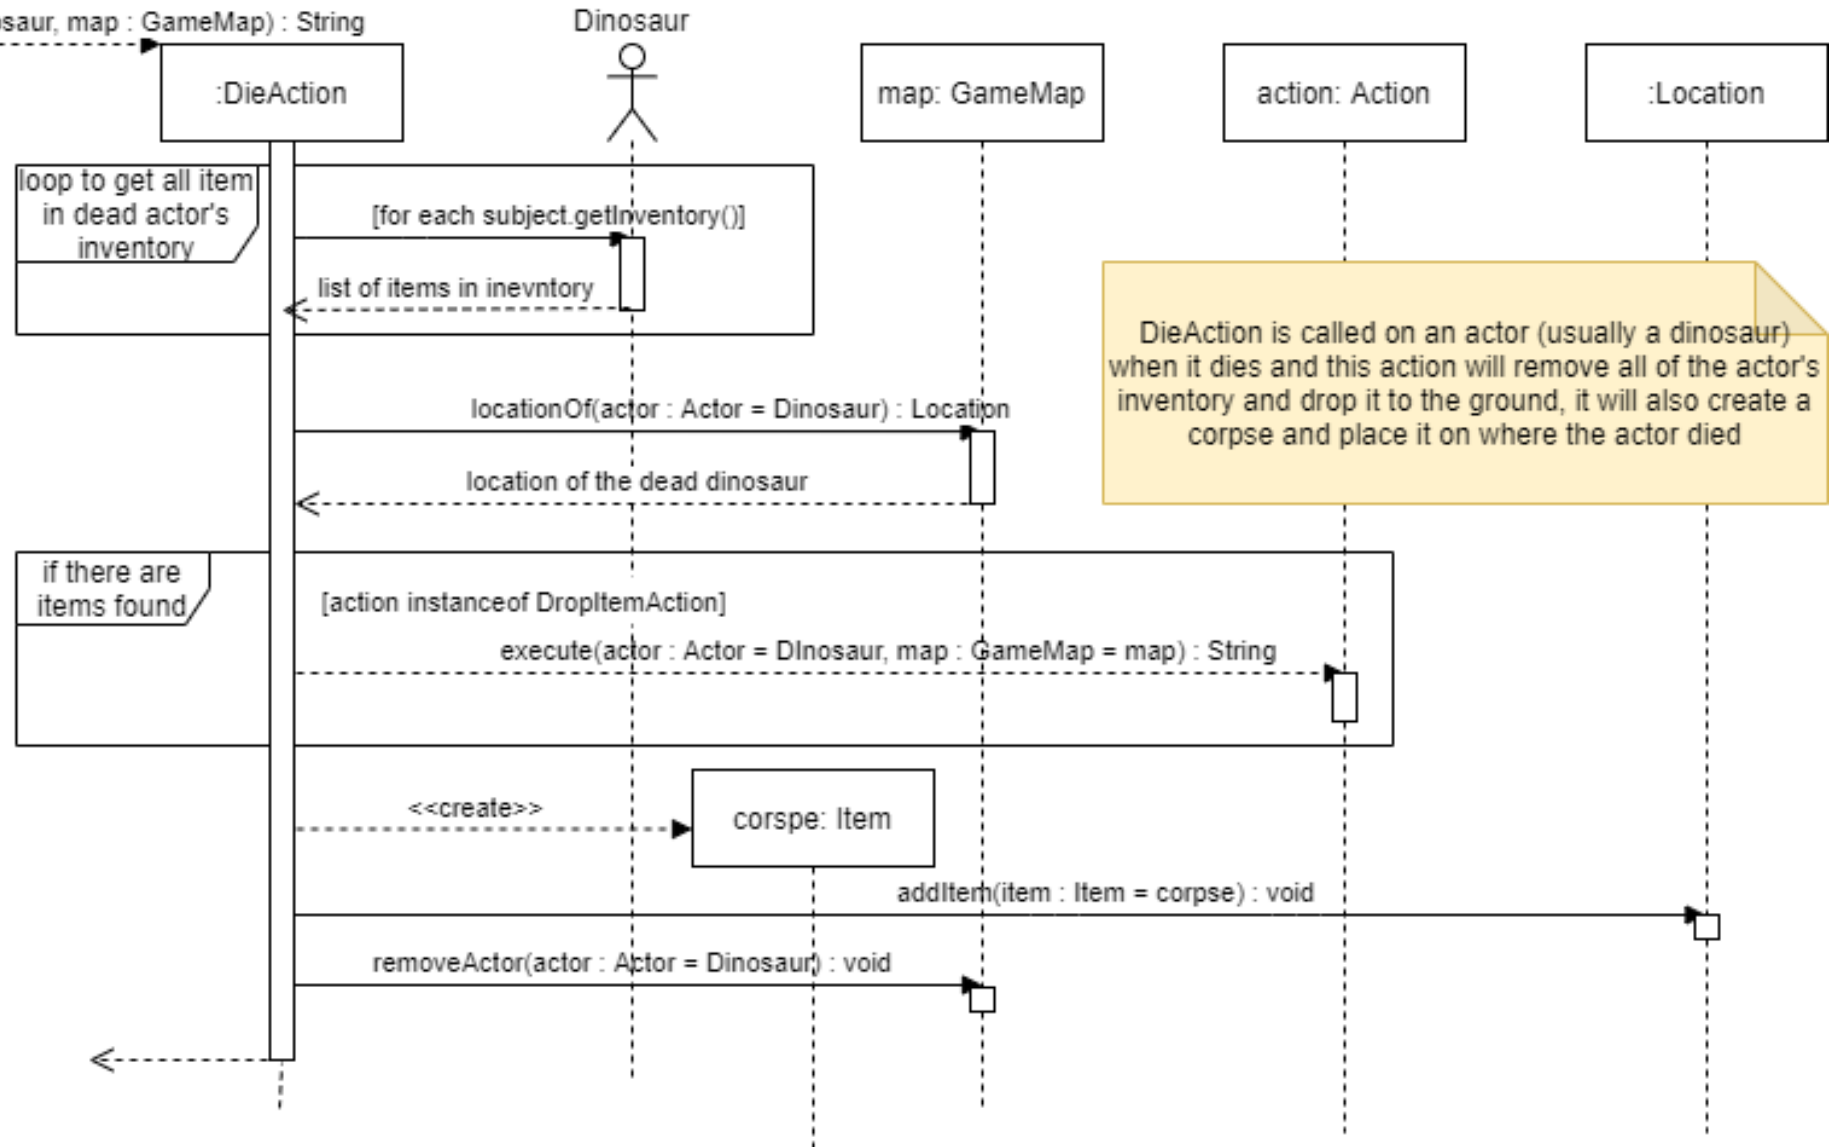 saur, map : GameMap) : String
Dinosaur
:DieAction
map: GameMap
action: Action
:Location
loop to get all item
in dead actor's
inventory
[for each subject.getInventory()]
list of items in inevntory
DieAction is called on an actor (usually a dinosaur)
when it dies and this action will remove all of the actor's
inventory and drop it to the ground, it will also create a
corpse and place it on where the actor died
locationOf(actor : Actor = Dinosaur) : Location
location of the dead dinosaur
if there are
items found
[action instanceof DropItemAction]
execute(actor : Actor = DInosaur, map : GameMap = map) : String
<<create>>
corspe: Item
addItem(item : Item = corpse) : void
removeActor(actor : Actor = Dinosaur) : void